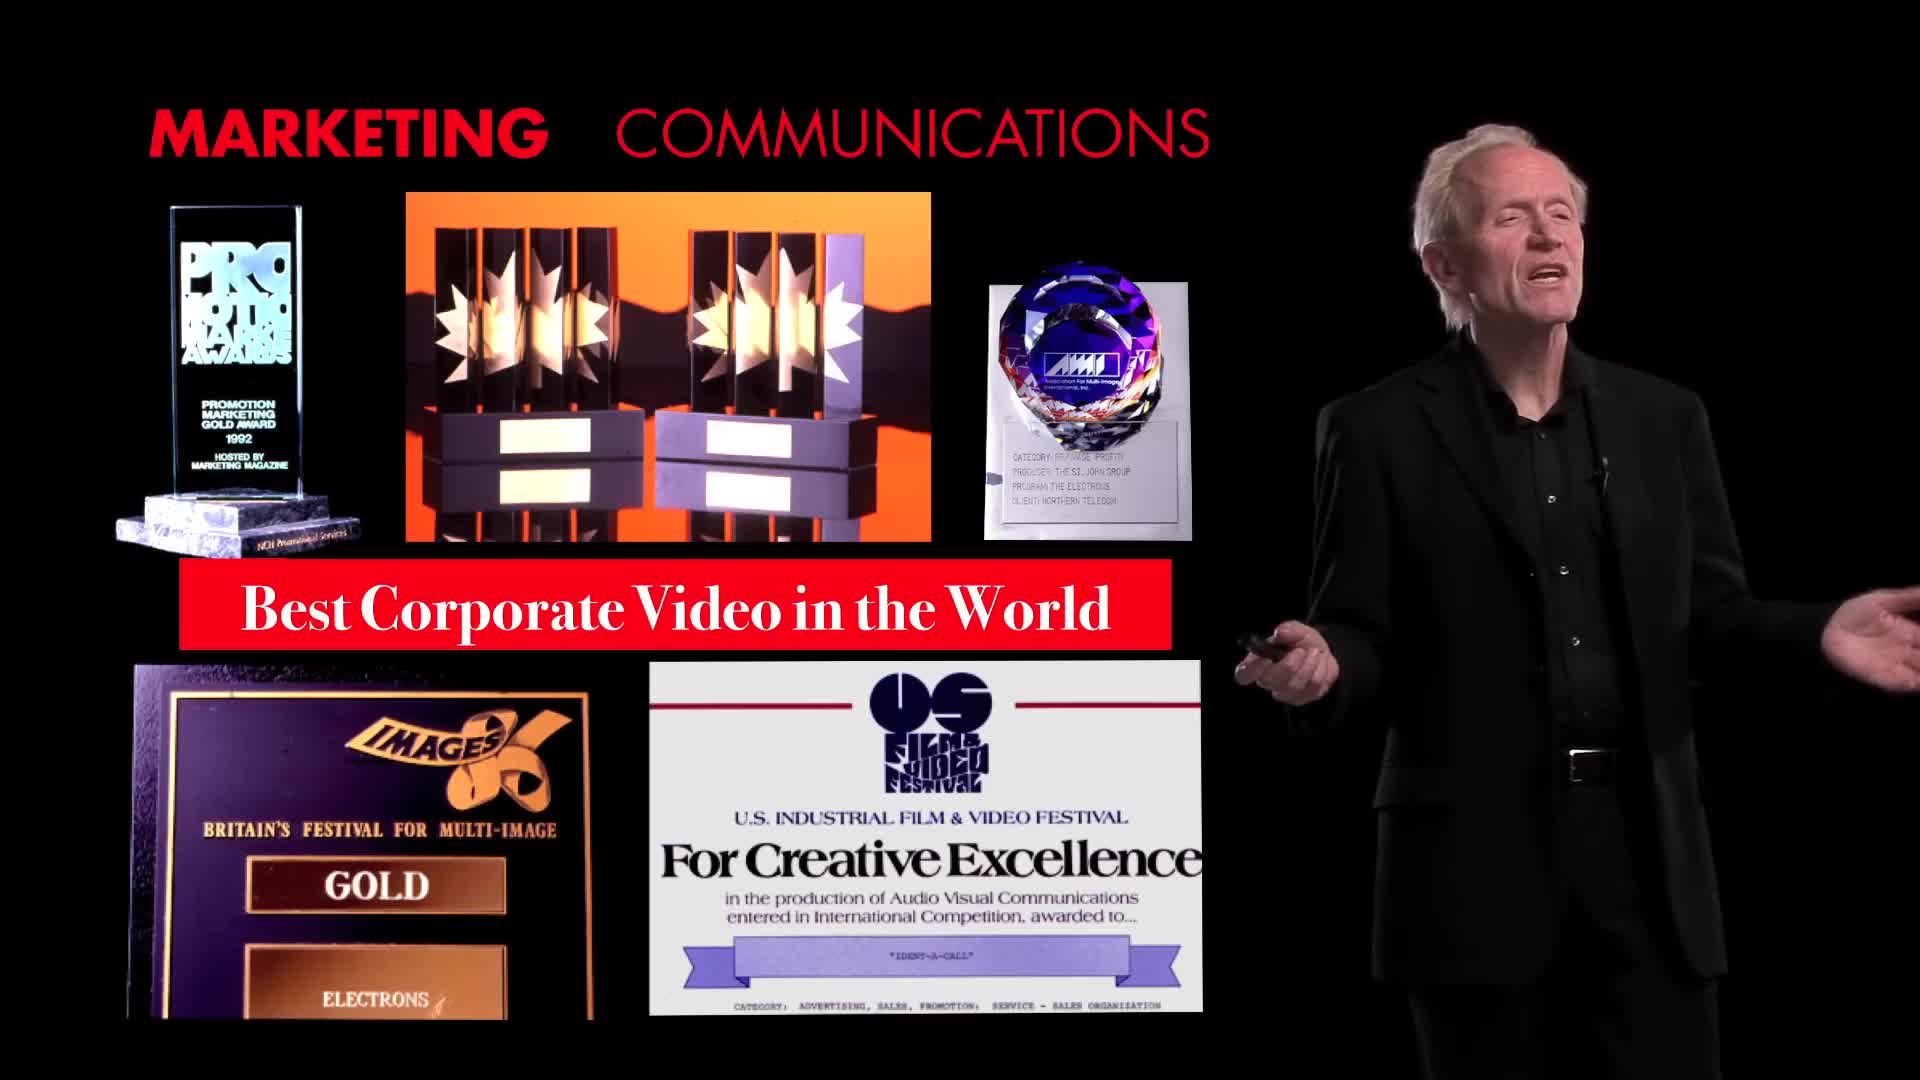 MARKETING COMMUNICATIONS
PRO
MOTION
MARKE
AWARDS
PROMOTION
MARKETING
GOLD AWARD
1992
HOSTED BY
MARKETING MAGAZINE
NCH Promotional Services
AMI
Association For Multi-Image
International, Inc.
PRODUCER: THE ST. JOHN GROUP
PROGRAM: THE ELECTRONS
CLIENT: NORTHERN TELECOM
Best Corporate Video in the World
IMAGES 86
BRITAIN'S FESTIVAL FOR MULTI-IMAGE
GOLD
ELECTRONS
US
FILM &
VIDEO
FESTIVAL
U.S. INDUSTRIAL FILM & VIDEO FESTIVAL
For Creative Excellence
in the production of Audio Visual Communications
entered in International Competition, awarded to...
"IDENT-A-CALL"
CATEGORY: ADVERTISING, SALES, PROMOTION: SERVICE - SALES ORGANIZATION